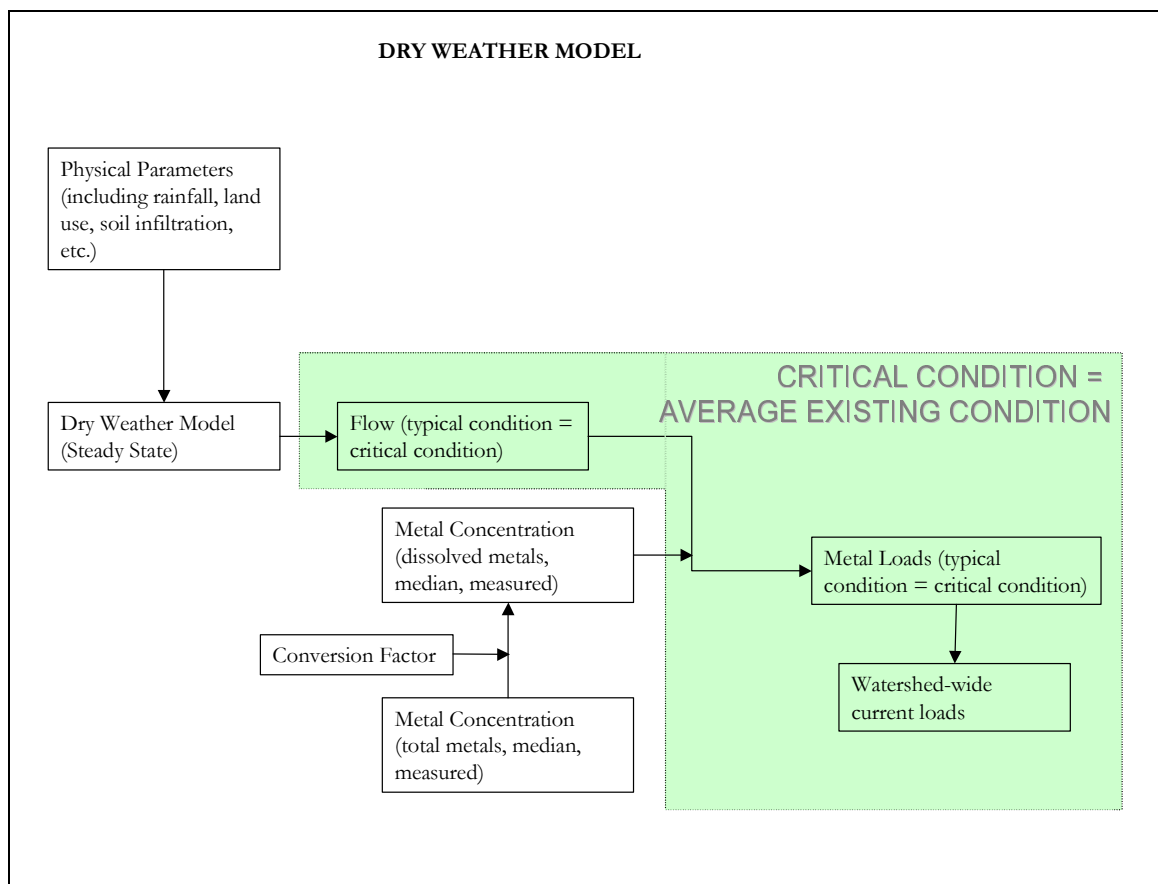 DRY WEATHER MODEL
Physical Parameters
(including rainfall, land
use, soil infiltration,
etc.)
CRITICAL CONDITION =
AVERAGE EXISTING CONDITION
Dry Weather Model
(Steady State)
Flow (typical condition =
critical condition)
Metal Concentration
(dissolved metals,
median, measured)
Metal Loads (typical
condition = critical condition)
Conversion Factor
Watershed-wide
current loads
Metal Concentration
(total metals, median,
measured)